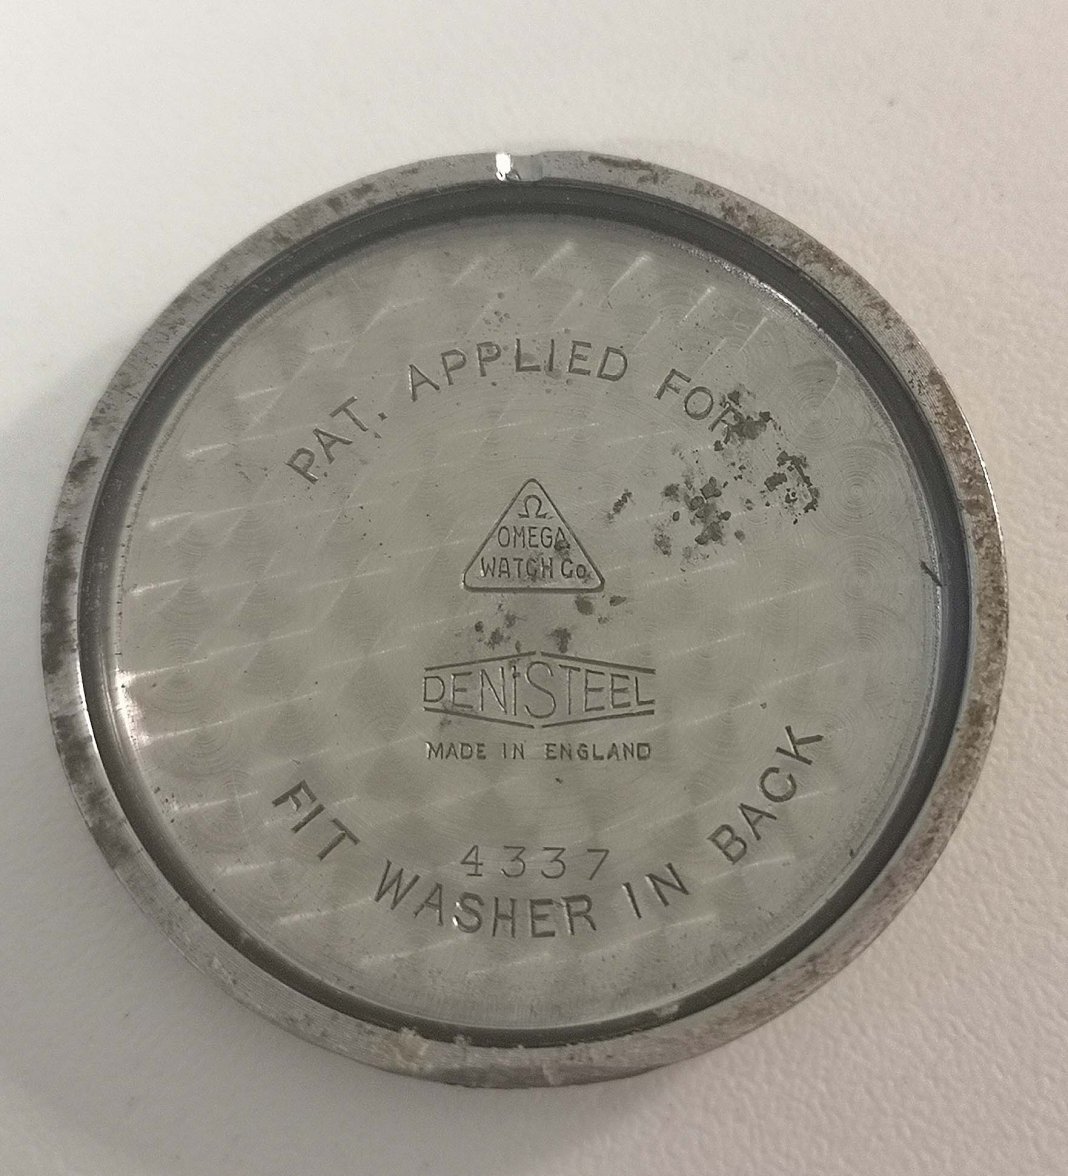 PAT. APPLIED FOR
Ω
OMEGA
WATCH Co
DENiSTEEL
MADE IN ENGLAND
4337
FIT WASHER IN BACK